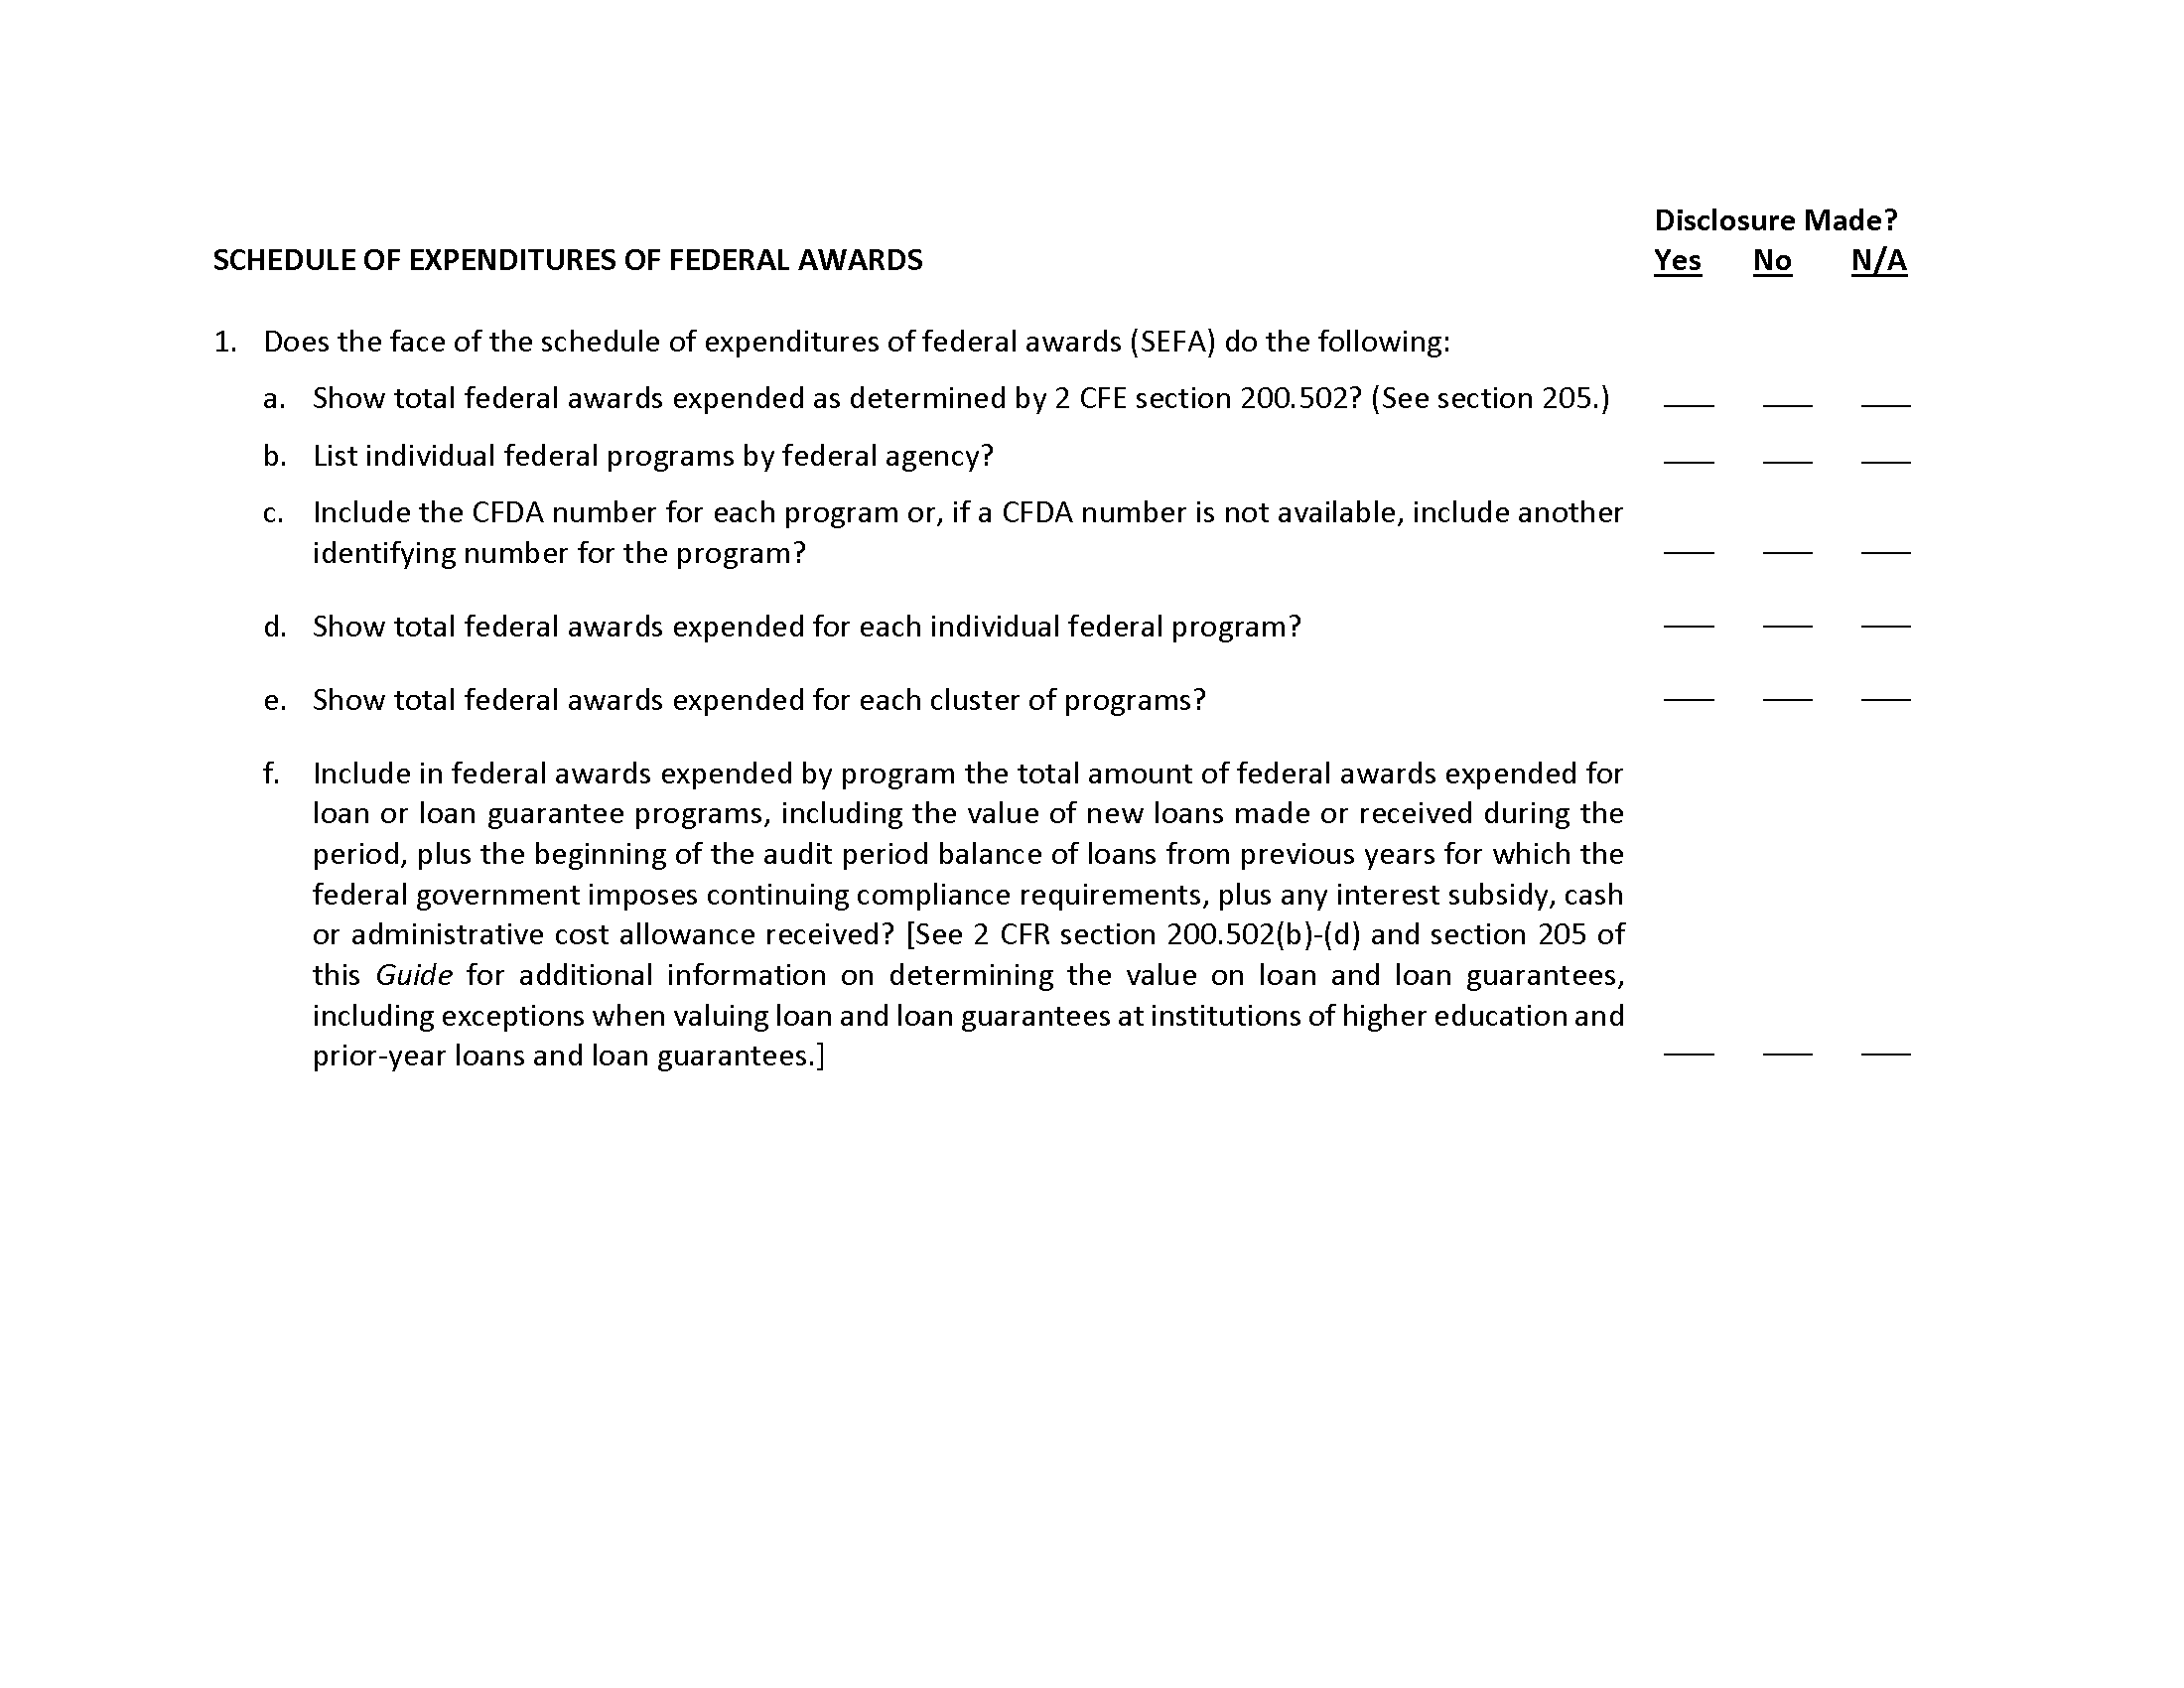 Disclosure Made?
SCHEDULE OF EXPENDITURES OF FEDERAL AWARDS Yes No N/A
1. Does the face of the schedule of expenditures of federal awards (SEFA) do the following:
a. Show total federal awards expended as determined by 2 CFE section 200.502? (See section 205.)
b. List individual federal programs by federal agency?
c. Include the CFDA number for each program or, if a CFDA number is not available, include another
identifying number for the program?
d. Show total federal awards expended for each individual federal program?
e. Show total federal awards expended for each cluster of programs?
f. Include in federal awards expended by program the total amount of federal awards expended for
loan or loan guarantee programs, including the value of new loans made or received during the
period, plus the beginning of the audit period balance of loans from previous years for which the
federal government imposes continuing compliance requirements, plus any interest subsidy, cash
or administrative cost allowance received? [See 2 CFR section 200.502(b)-(d) and section 205 of
this Guide for additional information on determining the value on loan and loan guarantees,
including exceptions when valuing loan and loan guarantees at institutions of higher education and
prior-year loans and loan guarantees.]